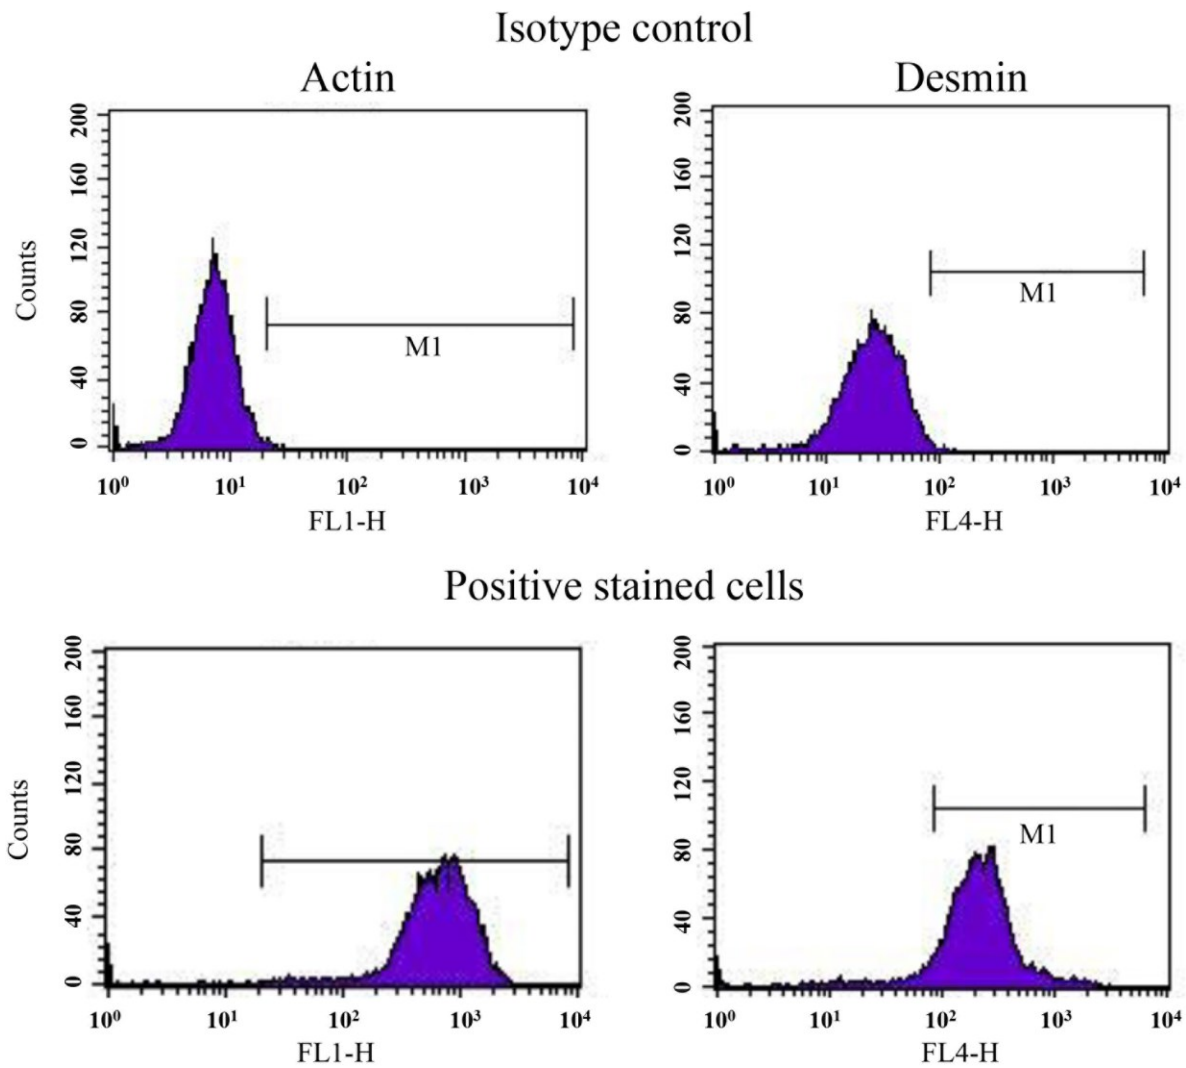 Isotype control
Actin
Desmin
Counts
200
160
120
80
40
0
M1
10⁰ 10¹ 10² 10³ 10⁴
FL1-H
200
160
120
80
40
0
M1
10⁰ 10¹ 10² 10³ 10⁴
FL4-H
Positive stained cells
Counts
200
160
120
80
40
0
10⁰ 10¹ 10² 10³ 10⁴
FL1-H
200
160
120
80
40
0
M1
10⁰ 10¹ 10² 10³ 10⁴
FL4-H